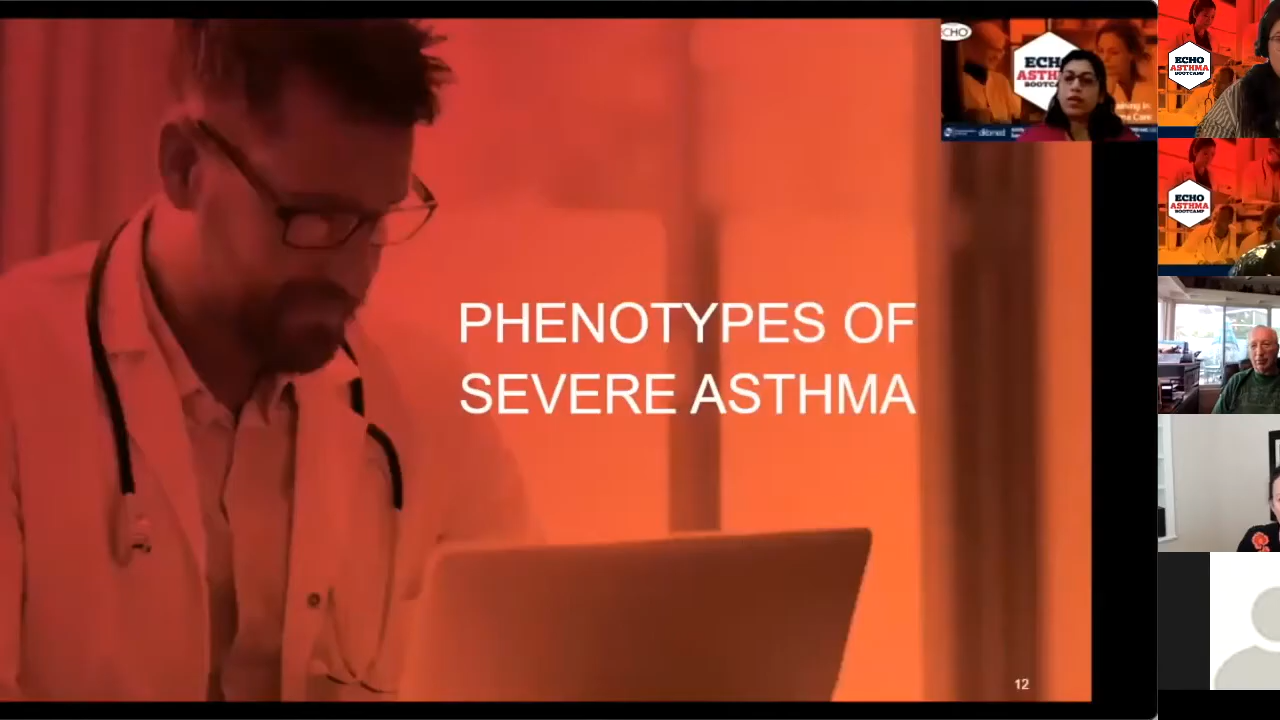 PHENOTYPES OF
SEVERE ASTHMA
12
ECHO
ASTHMA
BOOTCAMP
ECHO
ASTHMA
BOOTCAMP